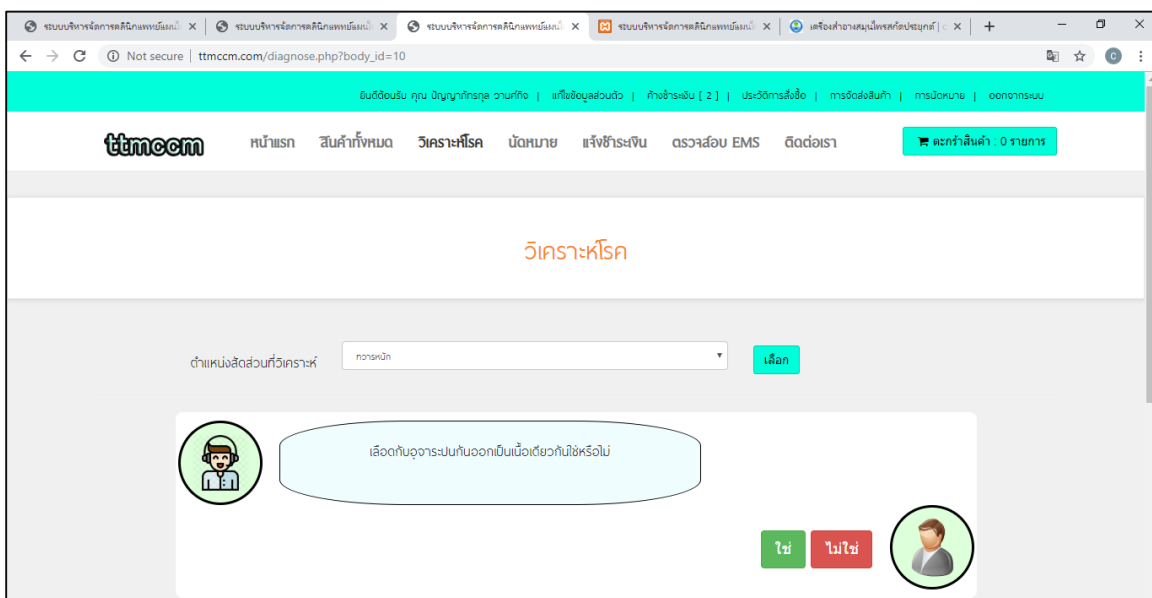 ระบบบริหารจัดการคลินิกแพทย์แผนไ ระบบบริหารจัดการคลินิกแพทย์แผนไ ระบบบริหารจัดการคลินิกแพทย์แผนไ ระบบบริหารจัดการคลินิกแพทย์แผนไ เครื่องสำอางสมุนไพรสกัดประยุกต์ | c
Not secure | ttmccm.com/diagnose.php?body_id=10
ยินดีต้อนรับ คุณ ปัญญาภัทรกุล วานศ์กิจ | แก้ไขข้อมูลส่วนตัว | ค้างชำระเงิน [ 2 ] | ประวัติการสั่งซื้อ | การจัดส่งสินค้า | การนัดหมาย | ออกจากระบบ
ttmccm หน้าแรก สินค้าทั้งหมด วิเคราะห์โรค นัดหมาย แจ้งชำระเงิน ตรวจสอบ EMS ติดต่อเรา ตะกร้าสินค้า : 0 รายการ
วิเคราะห์โรค
ตำแหน่งสัดส่วนที่วิเคราะห์ ทวารหนัก เลือก
เลือดกับอุจาระปนกันออกเป็นเนื้อเดียวกันใช่หรือไม่
ใช่ ไม่ใช่